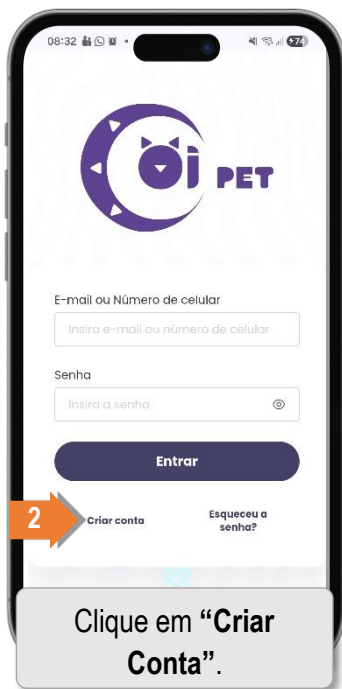 08:32
74
Oi PET
E-mail ou Número de celular
Insira e-mail ou número de celular
Senha
Insira a senha
Entrar
2
Criar conta
Esqueceu a
senha?
Clique em “Criar
Conta”.